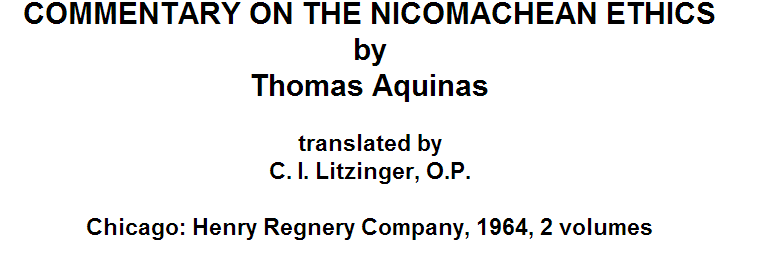 COMMENTARY ON THE NICOMACHEAN ETHICS
by
Thomas Aquinas
translated by
C. I. Litzinger, O.P.
Chicago: Henry Regnery Company, 1964, 2 volumes